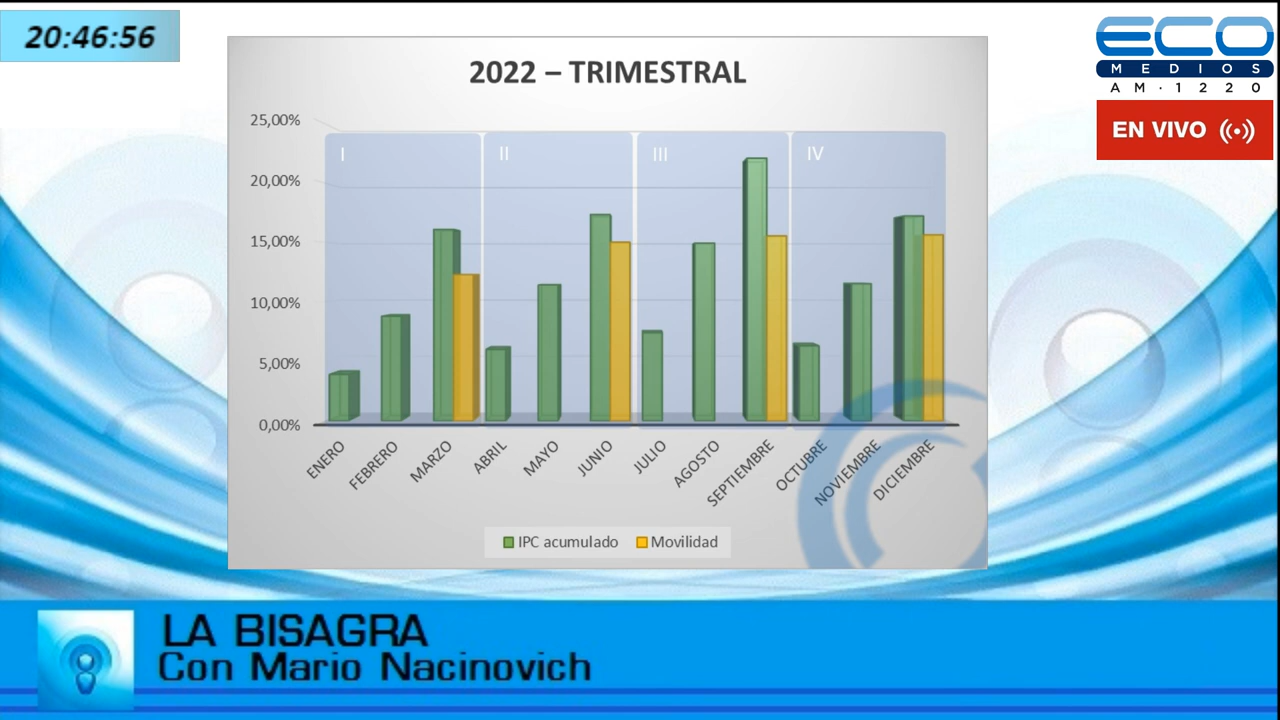 20:46:56
ECO
MEDIOS
AM·1220
EN VIVO
2022 – TRIMESTRAL
25,00%
20,00%
15,00%
10,00%
5,00%
0,00%
I
II
III
IV
ENERO
FEBRERO
MARZO
ABRIL
MAYO
JUNIO
JULIO
AGOSTO
SEPTIEMBRE
OCTUBRE
NOVIEMBRE
DICIEMBRE
IPC acumulado
Movilidad
LA BISAGRA
Con Mario Nacinovich